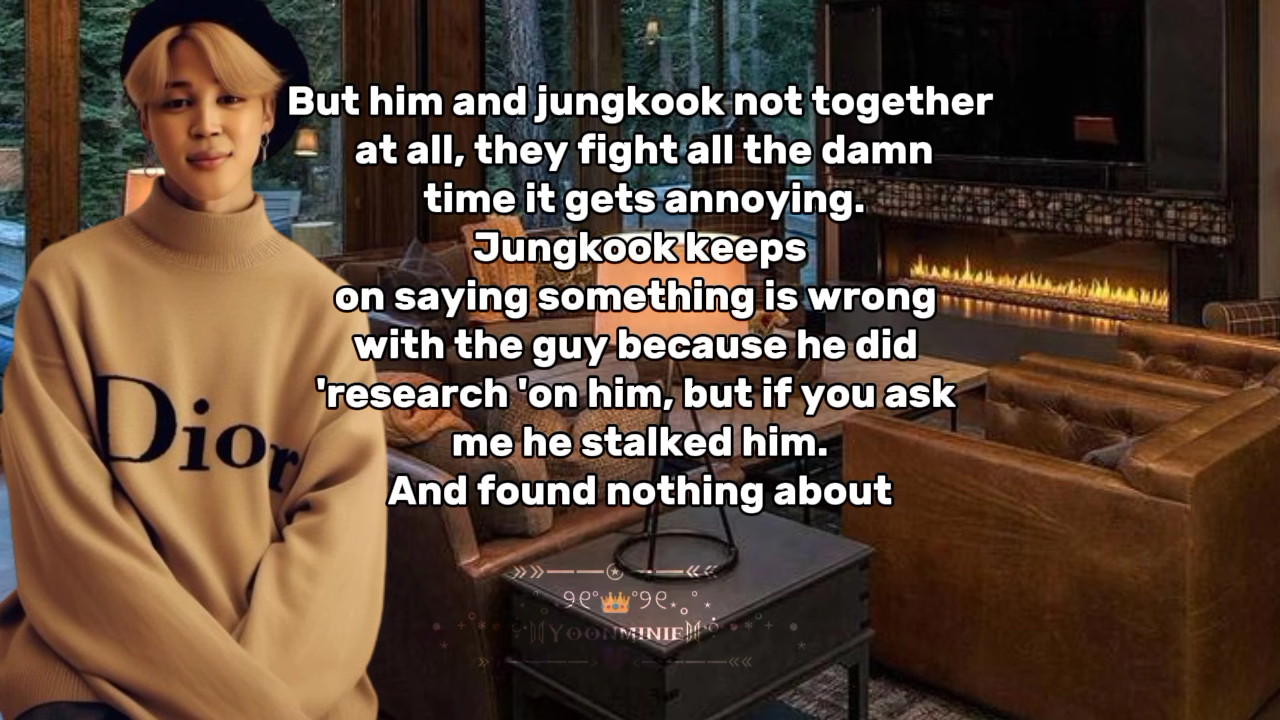 But him and jungkook not together
at all, they fight all the damn
time it gets annoying.
Jungkook keeps
on saying something is wrong
with the guy because he did
'research 'on him, but if you ask
me he stalked him.
And found nothing about
Dior
YOONMINIE